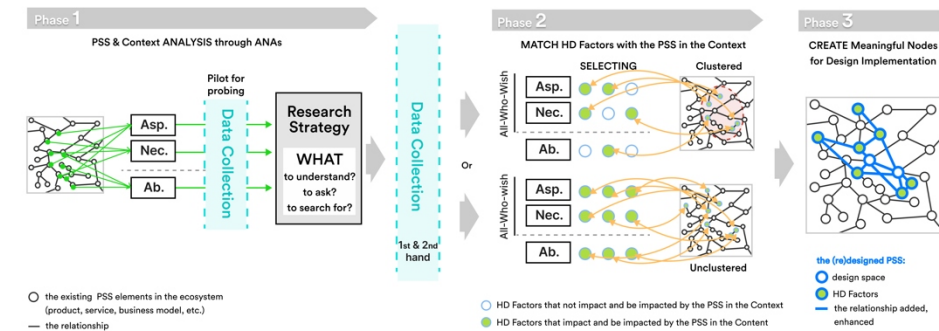 Phase 1
PSS & Context ANALYSIS through ANAs
Pilot for
probing
Asp.
Nec.
Ab.
Data Collection
Research
Strategy
WHAT
to understand?
to ask?
to search for?
Data Collection
1st & 2nd
hand
the existing PSS elements in the ecosystem
(product, service, business model, etc.)
the relationship
Or
Phase 2
MATCH HD Factors with the PSS in the Context
SELECTING
Clustered
All-Who-Wish
Asp.
Nec.
Ab.
All-Who-wish
Asp.
Nec.
Ab.
Unclustered
HD Factors that not impact and be impacted by the PSS in the Context
HD Factors that impact and be impacted by the PSS in the Content
Phase 3
CREATE Meaningful Nodes
for Design Implementation
the (re)designed PSS:
design space
HD Factors
the relationship added,
enhanced